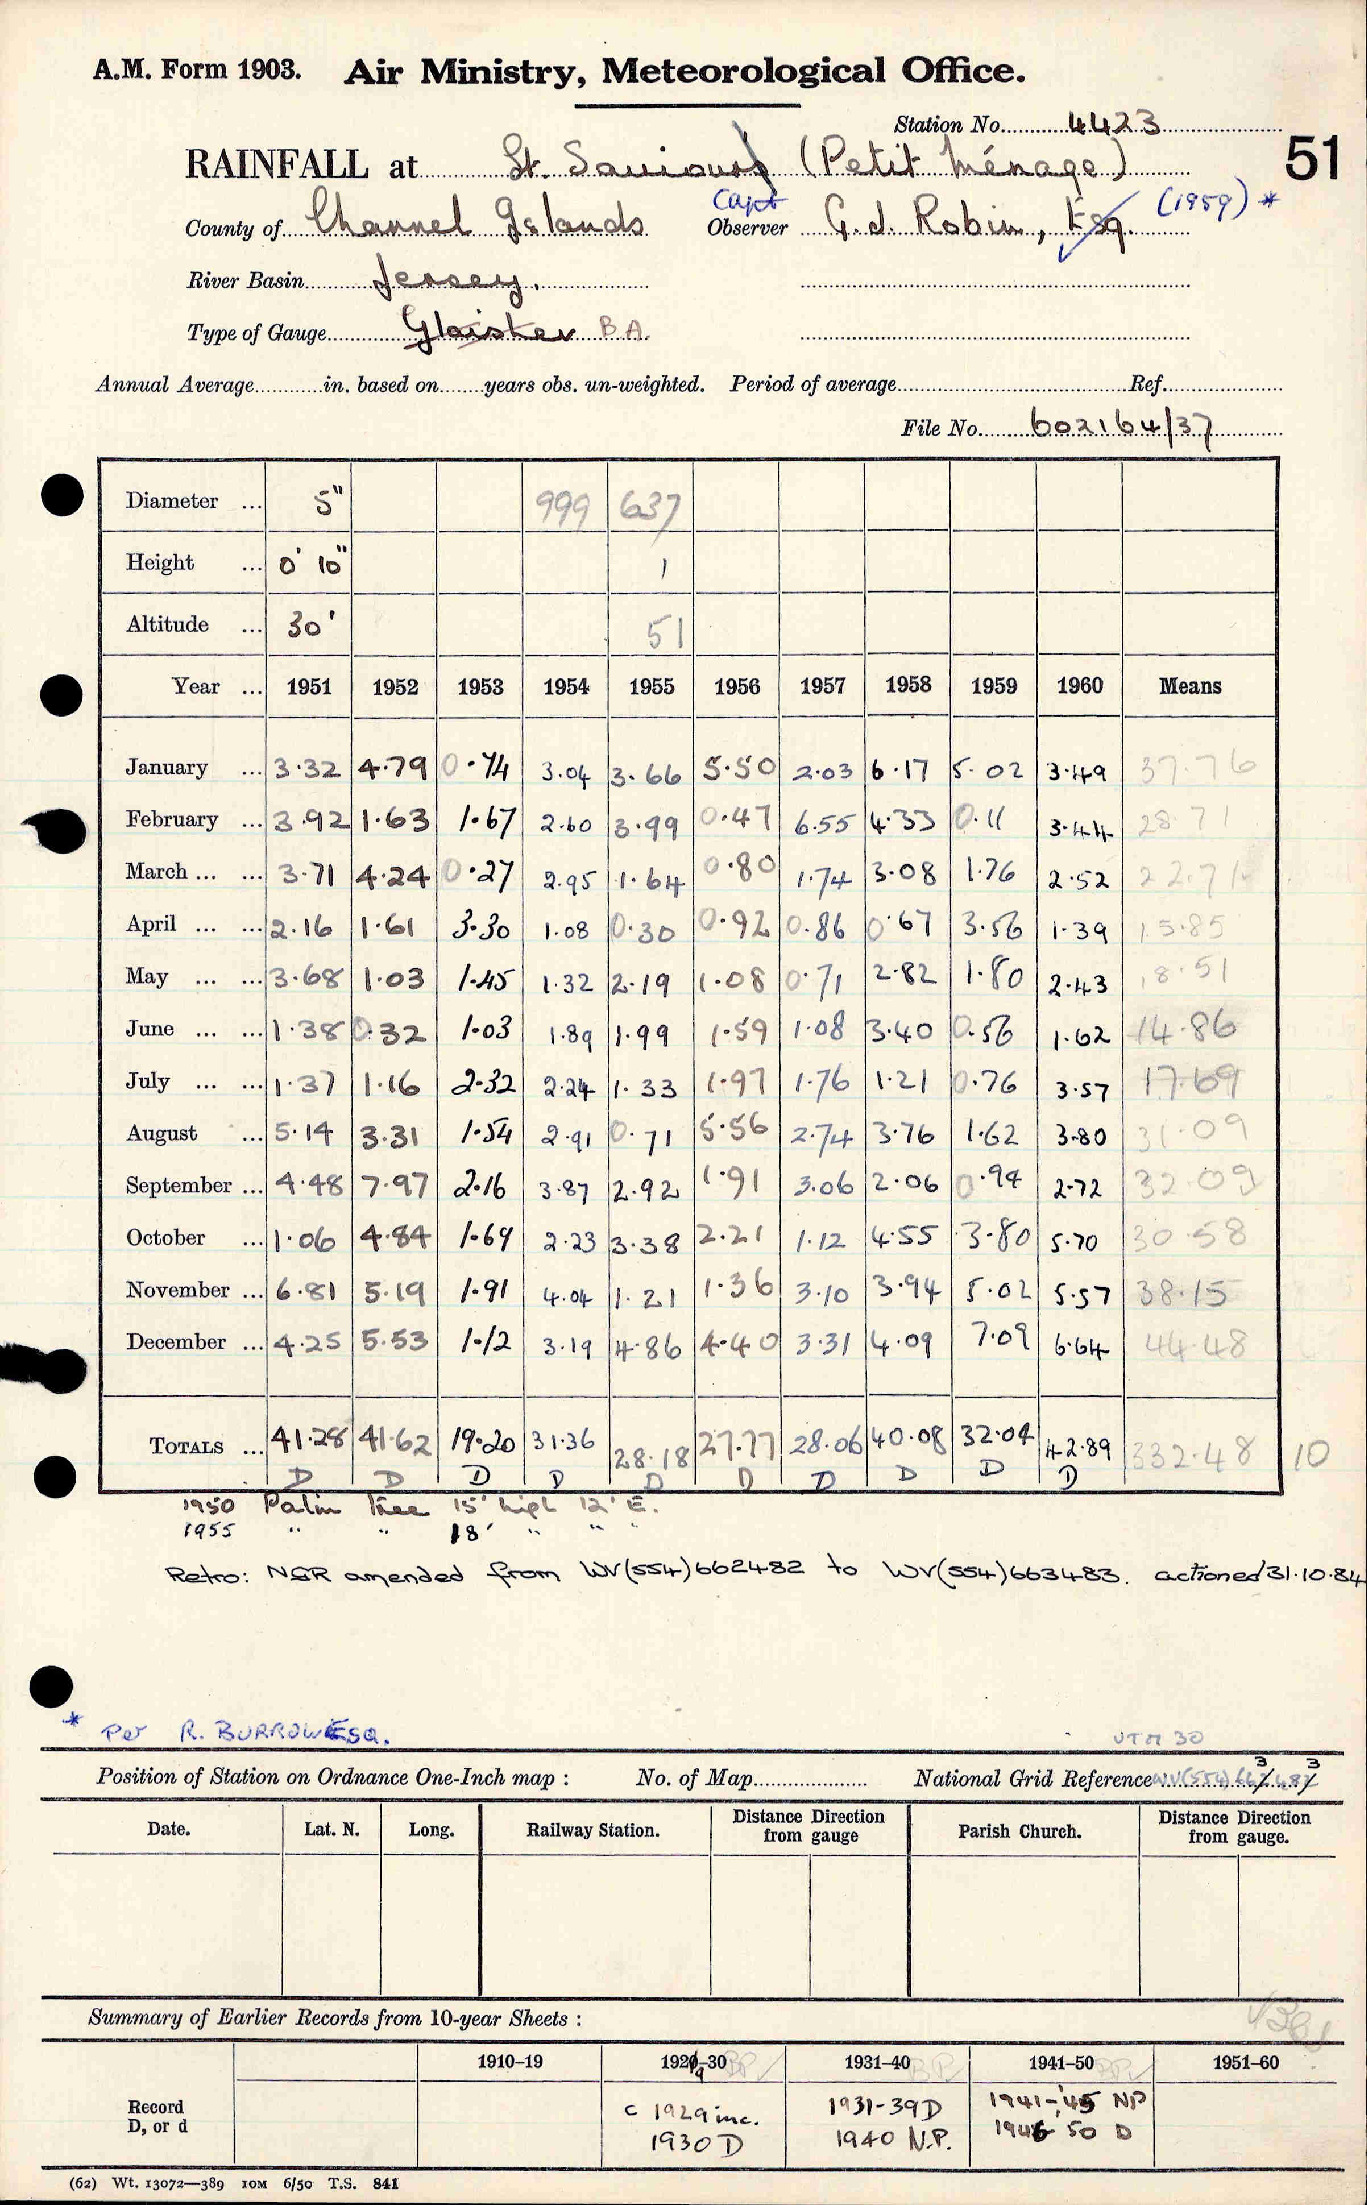 A.M. Form 1903. Air Ministry, Meteorological Office.
Station No. 4423
51
RAINFALL at St. Saviours (Petit Ménage)
Capt (1959) *
County of Channel Islands Observer G. J. Robin, Esq.
River Basin Jersey.
Type of Gauge Glaisher B.A.
Annual Average in. based on years obs. un-weighted. Period of average Ref.
File No. 602164/37
Diameter ... 5" 999 637
Height ... 0' 10" 1
Altitude ... 30' 51
Year ... 1951 1952 1953 1954 1955 1956 1957 1958 1959 1960 Means
January ... 3.32 4.79 0.74 3.04 3.66 5.50 2.03 6.17 5.02 3.49 37.76
February ... 3.92 1.63 1.67 2.60 3.99 0.47 6.55 4.33 0.11 3.44 28.71
March ... ... 3.71 4.24 0.27 2.95 1.64 0.80 1.74 3.08 1.76 2.52 22.71
April ... ... 2.16 1.61 3.30 1.08 0.30 0.92 0.86 0.67 3.56 1.39 15.85
May ... ... 3.68 1.03 1.45 1.32 2.19 1.08 0.71 2.82 1.80 2.43 18.51
June ... ... 1.38 0.32 1.03 1.89 1.99 1.59 1.08 3.40 0.56 1.62 14.86
July ... ... 1.37 1.16 2.32 2.24 1.33 1.97 1.76 1.21 0.76 3.57 17.69
August ... 5.14 3.31 1.54 2.91 0.71 5.56 2.74 3.76 1.62 3.80 31.09
September ... 4.48 7.97 2.16 3.87 2.92 1.91 3.06 2.06 0.94 2.72 32.09
October ... 1.06 4.84 1.69 2.23 3.38 2.21 1.12 4.55 3.80 5.70 30.58
November ... 6.81 5.19 1.91 4.04 1.21 1.36 3.10 3.94 5.02 5.57 38.15
December ... 4.25 5.53 1.12 3.19 4.86 4.40 3.31 4.09 7.09 6.64 44.48
TOTALS ... 41.28 41.62 19.20 31.36 28.18 27.77 28.06 40.08 32.04 42.89 332.48 10
D D D D D D D D D D
1950 Palm tree 15' high 12' E.
1955 " " 18' " " "
Retro: NGR amended from WV(554)662482 to WV(554)663483. actioned 31.10.84
* Per R. BURROW Esq.
UTM 30
Position of Station on Ordnance One-Inch map : No. of Map National Grid Reference WV(554) 663 483
Date. Lat. N. Long. Railway Station. Distance from gauge Direction Parish Church. Distance from gauge. Direction
Summary of Earlier Records from 10-year Sheets :
1910-19 1929-30 1931-40 1941-50 1951-60
Record c 1929 inc. 1931-39 D 1941-45 NP
D, or d 1930 D 1940 N.P. 1946 50 D
(62) Wt. 13072—389 10M 6/50 T.S. 841